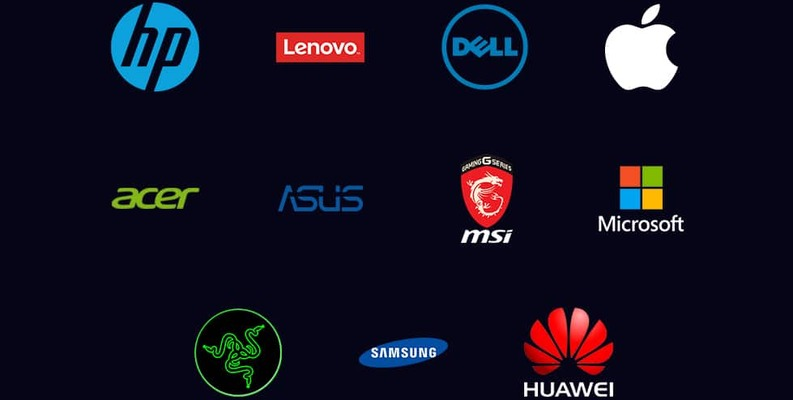 hp
Lenovo
DELL
acer
ASUS
GAMING G SERIES
msi
Microsoft
SAMSUNG
HUAWEI